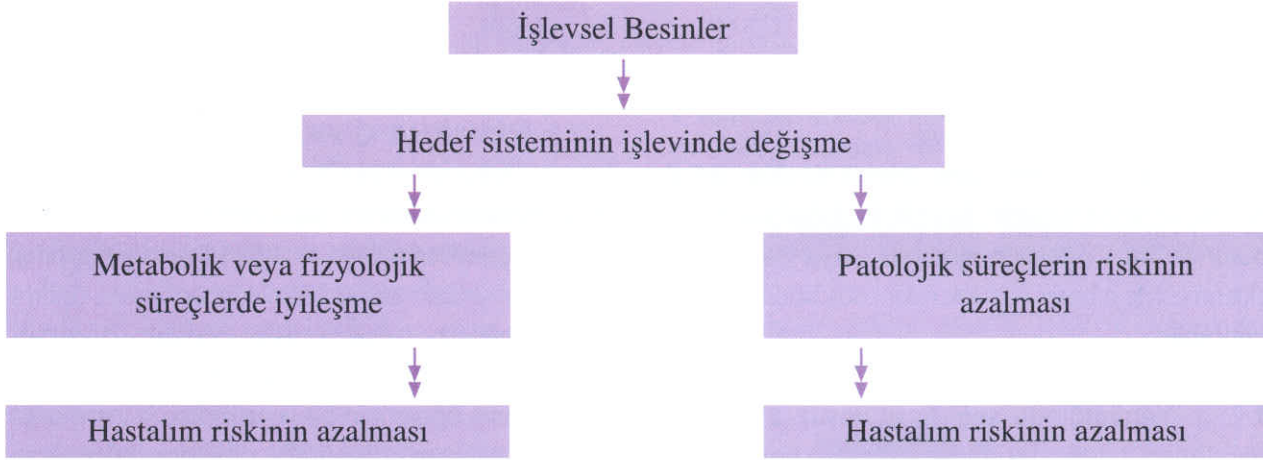 İşlevsel Besinler
Hedef sisteminin işlevinde değişme
Metabolik veya fizyolojik
süreçlerde iyileşme
Patolojik süreçlerin riskinin
azalması
Hastalım riskinin azalması
Hastalım riskinin azalması